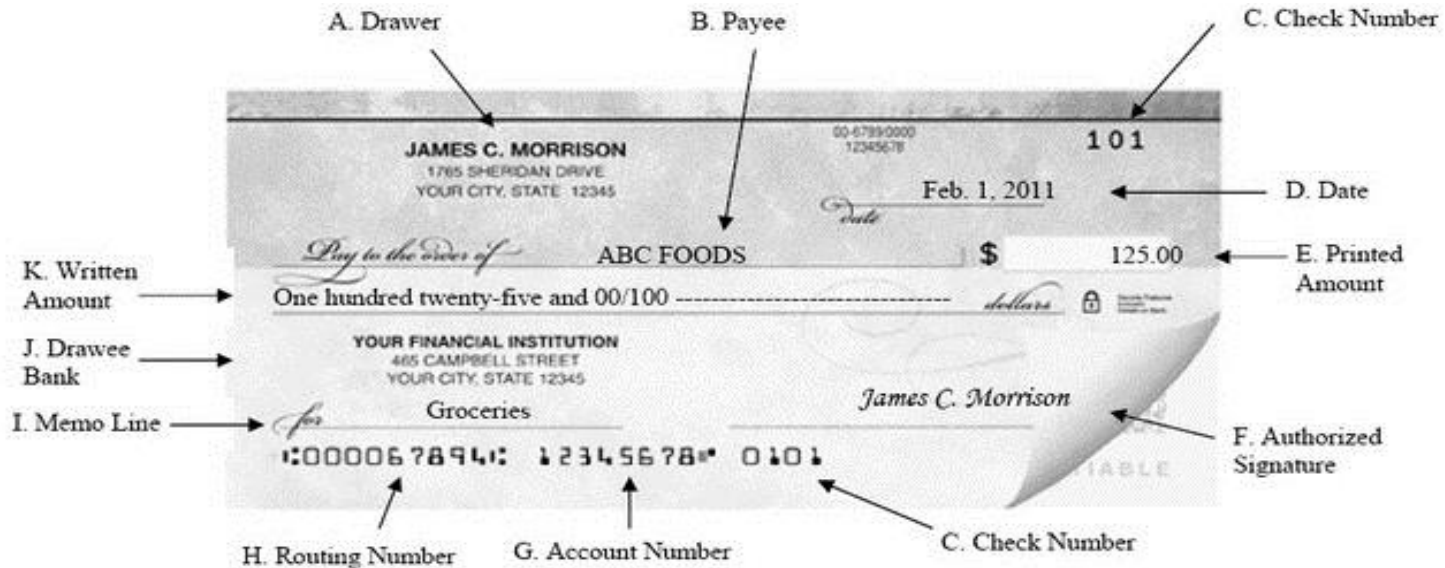 A. Drawer
B. Payee
C. Check Number
JAMES C. MORRISON
1765 SHERIDAN DRIVE
YOUR CITY, STATE 12345
00-6789/0000
12345678
101
date Feb. 1, 2011
D. Date
Pay to the order of ABC FOODS $ 125.00
E. Printed
Amount
K. Written
Amount
One hundred twenty-five and 00/100 ------------------------------ dollars
J. Drawee
Bank
YOUR FINANCIAL INSTITUTION
465 CAMPBELL STREET
YOUR CITY, STATE 12345
I. Memo Line
for Groceries
James C. Morrison
F. Authorized
Signature
⑆000067894⑆ 12345678⑈ 0101
TIABLE
H. Routing Number
G. Account Number
C. Check Number